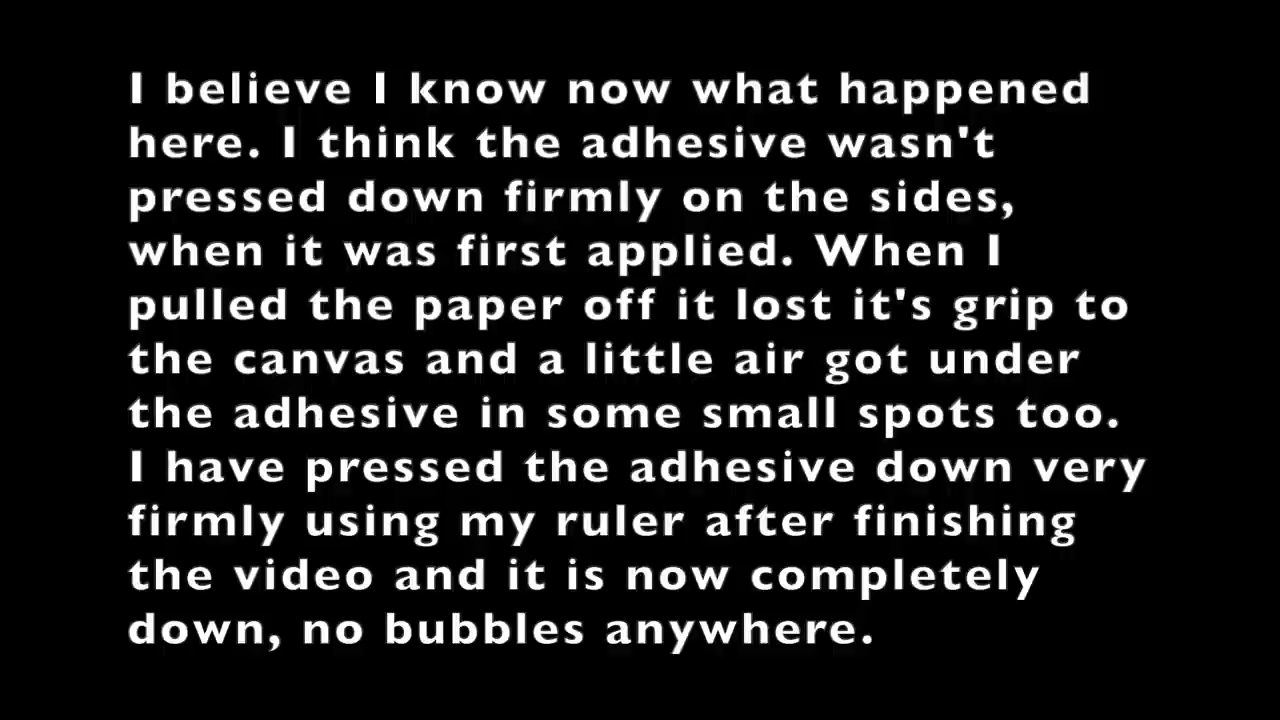 I believe I know now what happened
here. I think the adhesive wasn't
pressed down firmly on the sides,
when it was first applied. When I
pulled the paper off it lost it's grip to
the canvas and a little air got under
the adhesive in some small spots too.
I have pressed the adhesive down very
firmly using my ruler after finishing
the video and it is now completely
down, no bubbles anywhere.